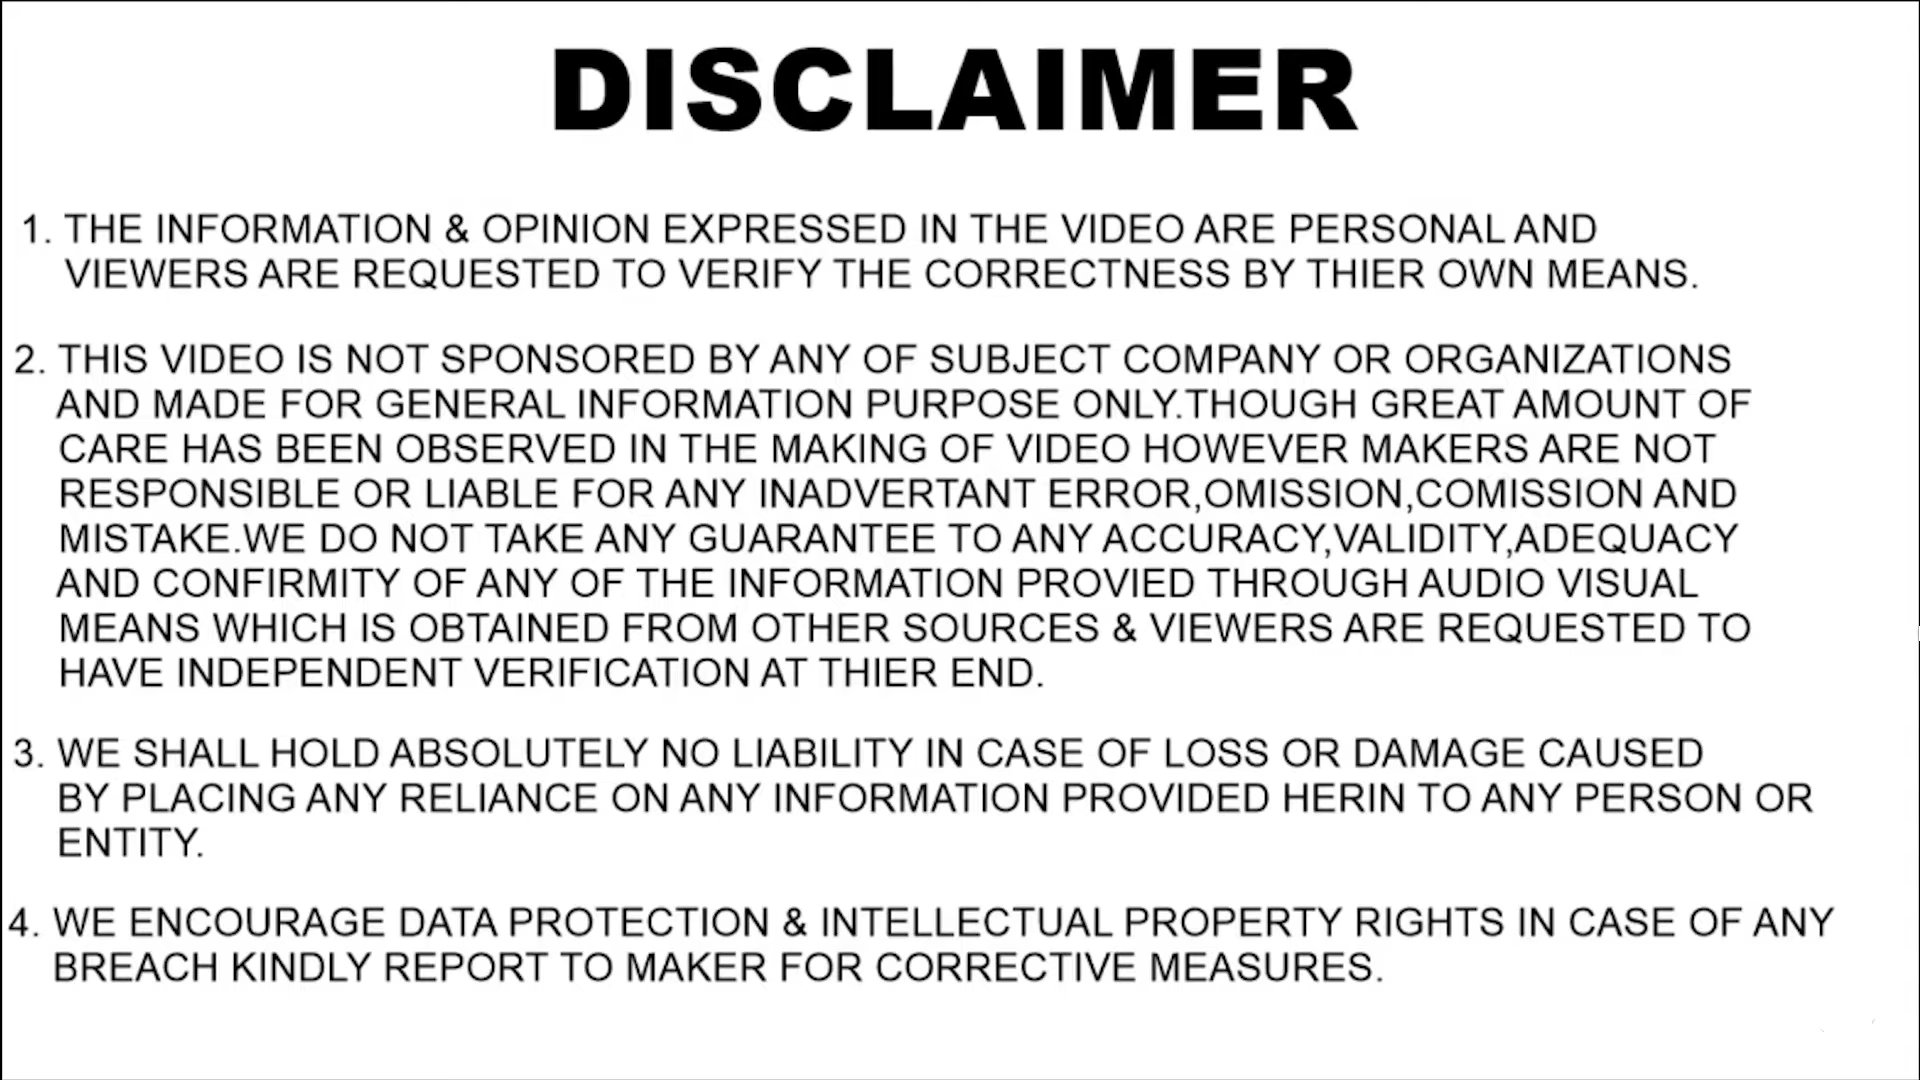 DISCLAIMER
1. THE INFORMATION & OPINION EXPRESSED IN THE VIDEO ARE PERSONAL AND
VIEWERS ARE REQUESTED TO VERIFY THE CORRECTNESS BY THIER OWN MEANS.
2. THIS VIDEO IS NOT SPONSORED BY ANY OF SUBJECT COMPANY OR ORGANIZATIONS
AND MADE FOR GENERAL INFORMATION PURPOSE ONLY.THOUGH GREAT AMOUNT OF
CARE HAS BEEN OBSERVED IN THE MAKING OF VIDEO HOWEVER MAKERS ARE NOT
RESPONSIBLE OR LIABLE FOR ANY INADVERTANT ERROR,OMISSION,COMISSION AND
MISTAKE.WE DO NOT TAKE ANY GUARANTEE TO ANY ACCURACY,VALIDITY,ADEQUACY
AND CONFIRMITY OF ANY OF THE INFORMATION PROVIED THROUGH AUDIO VISUAL
MEANS WHICH IS OBTAINED FROM OTHER SOURCES & VIEWERS ARE REQUESTED TO
HAVE INDEPENDENT VERIFICATION AT THIER END.
3. WE SHALL HOLD ABSOLUTELY NO LIABILITY IN CASE OF LOSS OR DAMAGE CAUSED
BY PLACING ANY RELIANCE ON ANY INFORMATION PROVIDED HERIN TO ANY PERSON OR
ENTITY.
4. WE ENCOURAGE DATA PROTECTION & INTELLECTUAL PROPERTY RIGHTS IN CASE OF ANY
BREACH KINDLY REPORT TO MAKER FOR CORRECTIVE MEASURES.